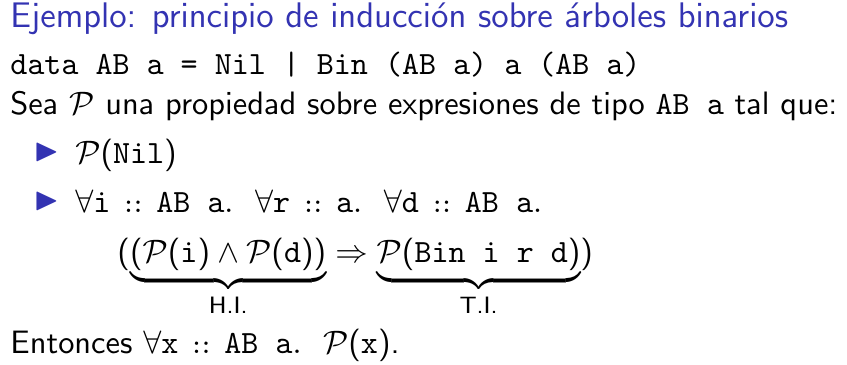 Ejemplo: principio de inducción sobre árboles binarios
data AB a = Nil | Bin (AB a) a (AB a)
Sea 𝒫 una propiedad sobre expresiones de tipo AB a tal que:
▶ 𝒫(Nil)
▶ ∀i :: AB a. ∀r :: a. ∀d :: AB a.
((𝒫(i) ∧ 𝒫(d)) ⇒ 𝒫(Bin i r d))
H.I. T.I.
Entonces ∀x :: AB a. 𝒫(x).